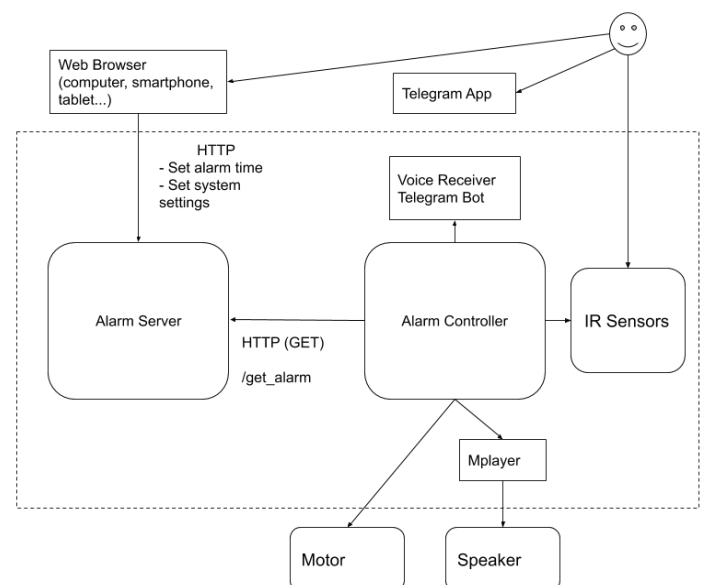 Web Browser
(computer, smartphone,
tablet...)
Telegram App
HTTP
- Set alarm time
- Set system
settings
Voice Receiver
Telegram Bot
Alarm Server
Alarm Controller
IR Sensors
HTTP (GET)
/get_alarm
Mplayer
Motor
Speaker